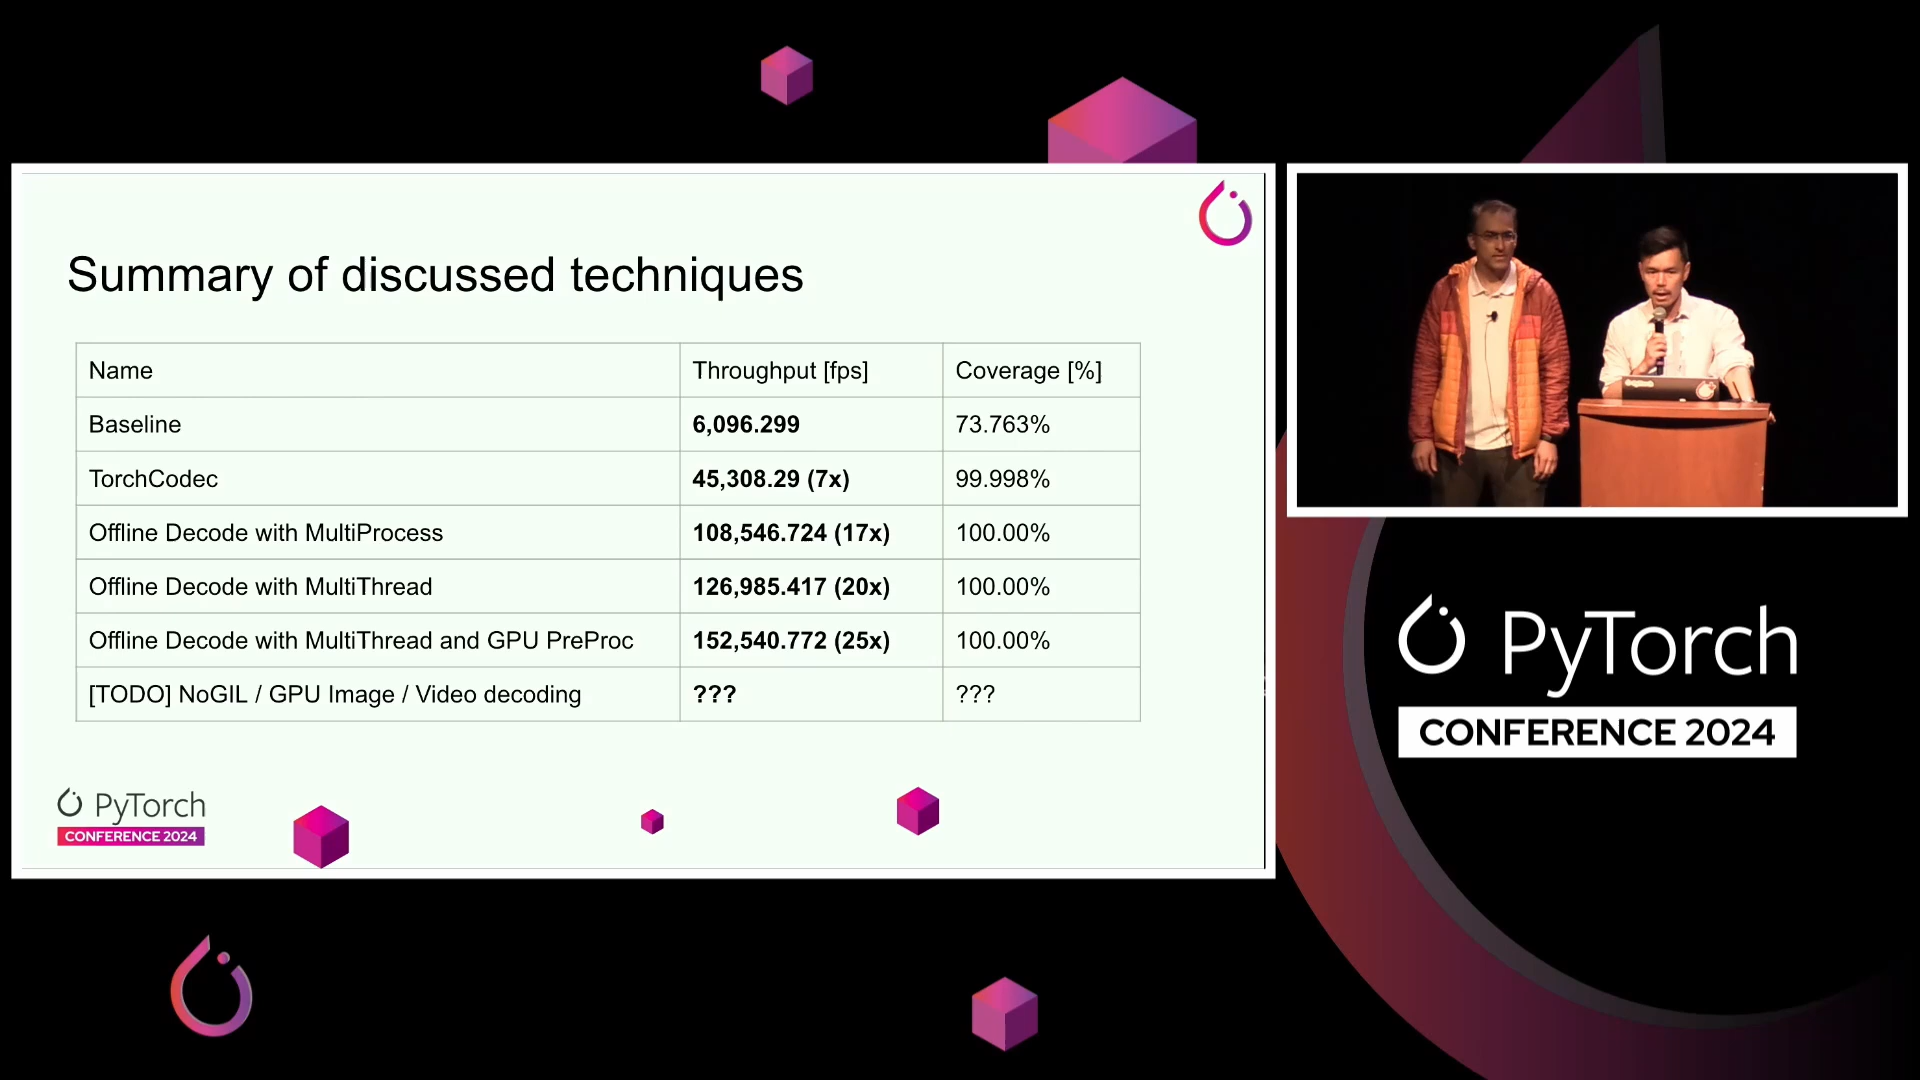 Summary of discussed techniques
Name Throughput [fps] Coverage [%]
Baseline 6,096.299 73.763%
TorchCodec 45,308.29 (7x) 99.998%
Offline Decode with MultiProcess 108,546.724 (17x) 100.00%
Offline Decode with MultiThread 126,985.417 (20x) 100.00%
Offline Decode with MultiThread and GPU PreProc 152,540.772 (25x) 100.00%
[TODO] NoGIL / GPU Image / Video decoding ??? ???
PyTorch
CONFERENCE 2024
PyTorch
CONFERENCE 2024